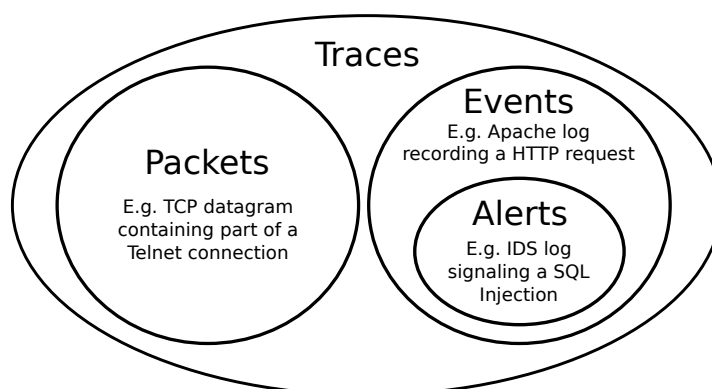 Traces
Packets
E.g. TCP datagram
containing part of a
Telnet connection
Events
E.g. Apache log
recording a HTTP request
Alerts
E.g. IDS log
signaling a SQL
Injection